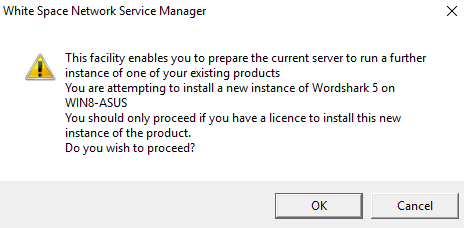 White Space Network Service Manager
This facility enables you to prepare the current server to run a further
instance of one of your existing products
You are attempting to install a new instance of Wordshark 5 on
WIN8-ASUS
You should only proceed if you have a licence to install this new
instance of the product.
Do you wish to proceed?
OK
Cancel